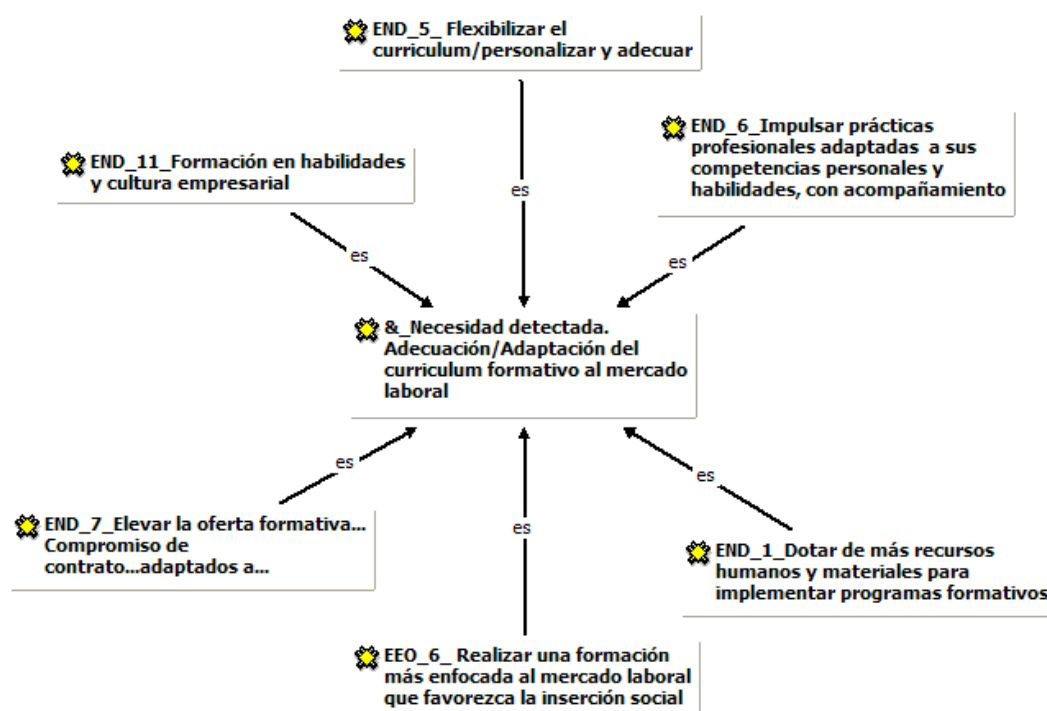 END_5_ Flexibilizar el
curriculum/personalizar y adecuar
END_6_Impulsar prácticas
profesionales adaptadas a sus
competencias personales y
habilidades, con acompañamiento
END_11_Formación en habilidades
y cultura empresarial
es
es
es
&_Necesidad detectada.
Adecuación/Adaptación del
curriculum formativo al mercado
laboral
es
es
es
END_7_Elevar la oferta formativa...
Compromiso de
contrato...adaptados a...
END_1_Dotar de más recursos
humanos y materiales para
implementar programas formativos
EEO_6_ Realizar una formación
más enfocada al mercado laboral
que favorezca la inserción social